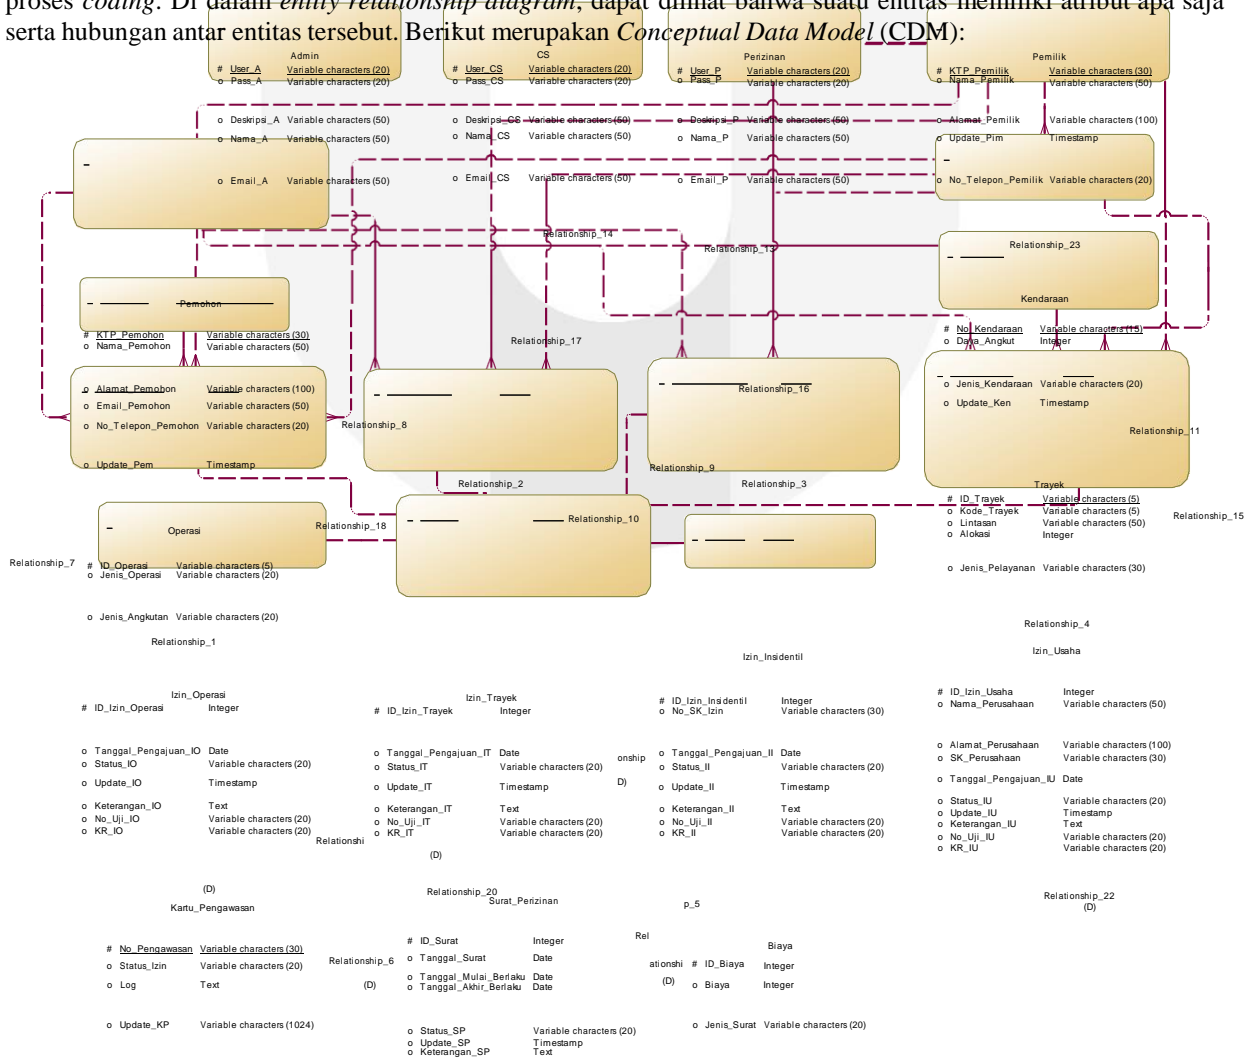 proses coding. Di dalam entity relationship diagram, dapat dilihat bahwa suatu entitas memiliki atribut apa saja
serta hubungan antar entitas tersebut. Berikut merupakan Conceptual Data Model (CDM):
Admin
# User_A Variable characters (20)
o Pass_A Variable characters (20)
o Deskripsi_A Variable characters (50)
o Nama_A Variable characters (50)
o Email_A Variable characters (50)
CS
# User_CS Variable characters (20)
o Pass_CS Variable characters (20)
o Deskripsi_CS Variable characters (50)
o Nama_CS Variable characters (50)
o Email_CS Variable characters (50)
Perizinan
# User_P Variable characters (20)
o Pass_P Variable characters (20)
o Deskripsi_P Variable characters (50)
o Nama_P Variable characters (50)
o Email_P Variable characters (50)
Pemilik
# KTP_Pemilik Variable characters (30)
o Nama_Pemilik Variable characters (50)
o Alamat_Pemilik Variable characters (100)
o Update_Pim Timestamp
o No_Telepon_Pemilik Variable characters (20)
Relationship_14
Relationship_13
Relationship_23
Pemohon
# KTP_Pemohon Variable characters (30)
o Nama_Pemohon Variable characters (50)
o Alamat_Pemohon Variable characters (100)
o Email_Pemohon Variable characters (50)
o No_Telepon_Pemohon Variable characters (20)
o Update_Pem Timestamp
Kendaraan
# No_Kendaraan Variable characters (15)
o Daya_Angkut Integer
o Jenis_Kendaraan Variable characters (20)
o Update_Ken Timestamp
Relationship_17
Relationship_16
Relationship_8
Relationship_11
Relationship_9
Relationship_2
Relationship_3
Relationship_10
Relationship_18
Relationship_15
Trayek
# ID_Trayek Variable characters (5)
o Kode_Trayek Variable characters (5)
o Lintasan Variable characters (50)
o Alokasi Integer
o Jenis_Pelayanan Variable characters (30)
Operasi
Relationship_7
# ID_Operasi Variable characters (5)
o Jenis_Operasi Variable characters (20)
o Jenis_Angkutan Variable characters (20)
Relationship_1
Relationship_4
Izin_Operasi
# ID_Izin_Operasi Integer
o Tanggal_Pengajuan_IO Date
o Status_IO Variable characters (20)
o Update_IO Timestamp
o Keterangan_IO Text
o No_Uji_IO Variable characters (20)
o KR_IO Variable characters (20)
Izin_Trayek
# ID_Izin_Trayek Integer
o Tanggal_Pengajuan_IT Date
o Status_IT Variable characters (20)
o Update_IT Timestamp
o Keterangan_IT Text
o No_Uji_IT Variable characters (20)
o KR_IT Variable characters (20)
Izin_Insidentil
# ID_Izin_Insidentil Integer
o No_SK_Izin Variable characters (30)
o Tanggal_Pengajuan_II Date
o Status_II Variable characters (20)
o Update_II Timestamp
o Keterangan_II Text
o No_Uji_II Variable characters (20)
o KR_II Variable characters (20)
Izin_Usaha
# ID_Izin_Usaha Integer
o Nama_Perusahaan Variable characters (50)
o Alamat_Perusahaan Variable characters (100)
o SK_Perusahaan Variable characters (30)
o Tanggal_Pengajuan_IU Date
o Status_IU Variable characters (20)
o Update_IU Timestamp
o Keterangan_IU Text
o No_Uji_IU Variable characters (20)
o KR_IU Variable characters (20)
onship
D)
Relationshi
(D)
(D)
Relationship_20
p_5
Relationship_22
(D)
Kartu_Pengawasan
# No_Pengawasan Variable characters (30)
o Status_Izin Variable characters (20)
o Log Text
o Update_KP Variable characters (1024)
Relationship_6
(D)
Surat_Perizinan
# ID_Surat Integer
o Tanggal_Surat Date
o Tanggal_Mulai_Berlaku Date
o Tanggal_Akhir_Berlaku Date
o Status_SP Variable characters (20)
o Update_SP Timestamp
o Keterangan_SP Text
Rel
ationshi
(D)
Biaya
# ID_Biaya Integer
o Biaya Integer
o Jenis_Surat Variable characters (20)